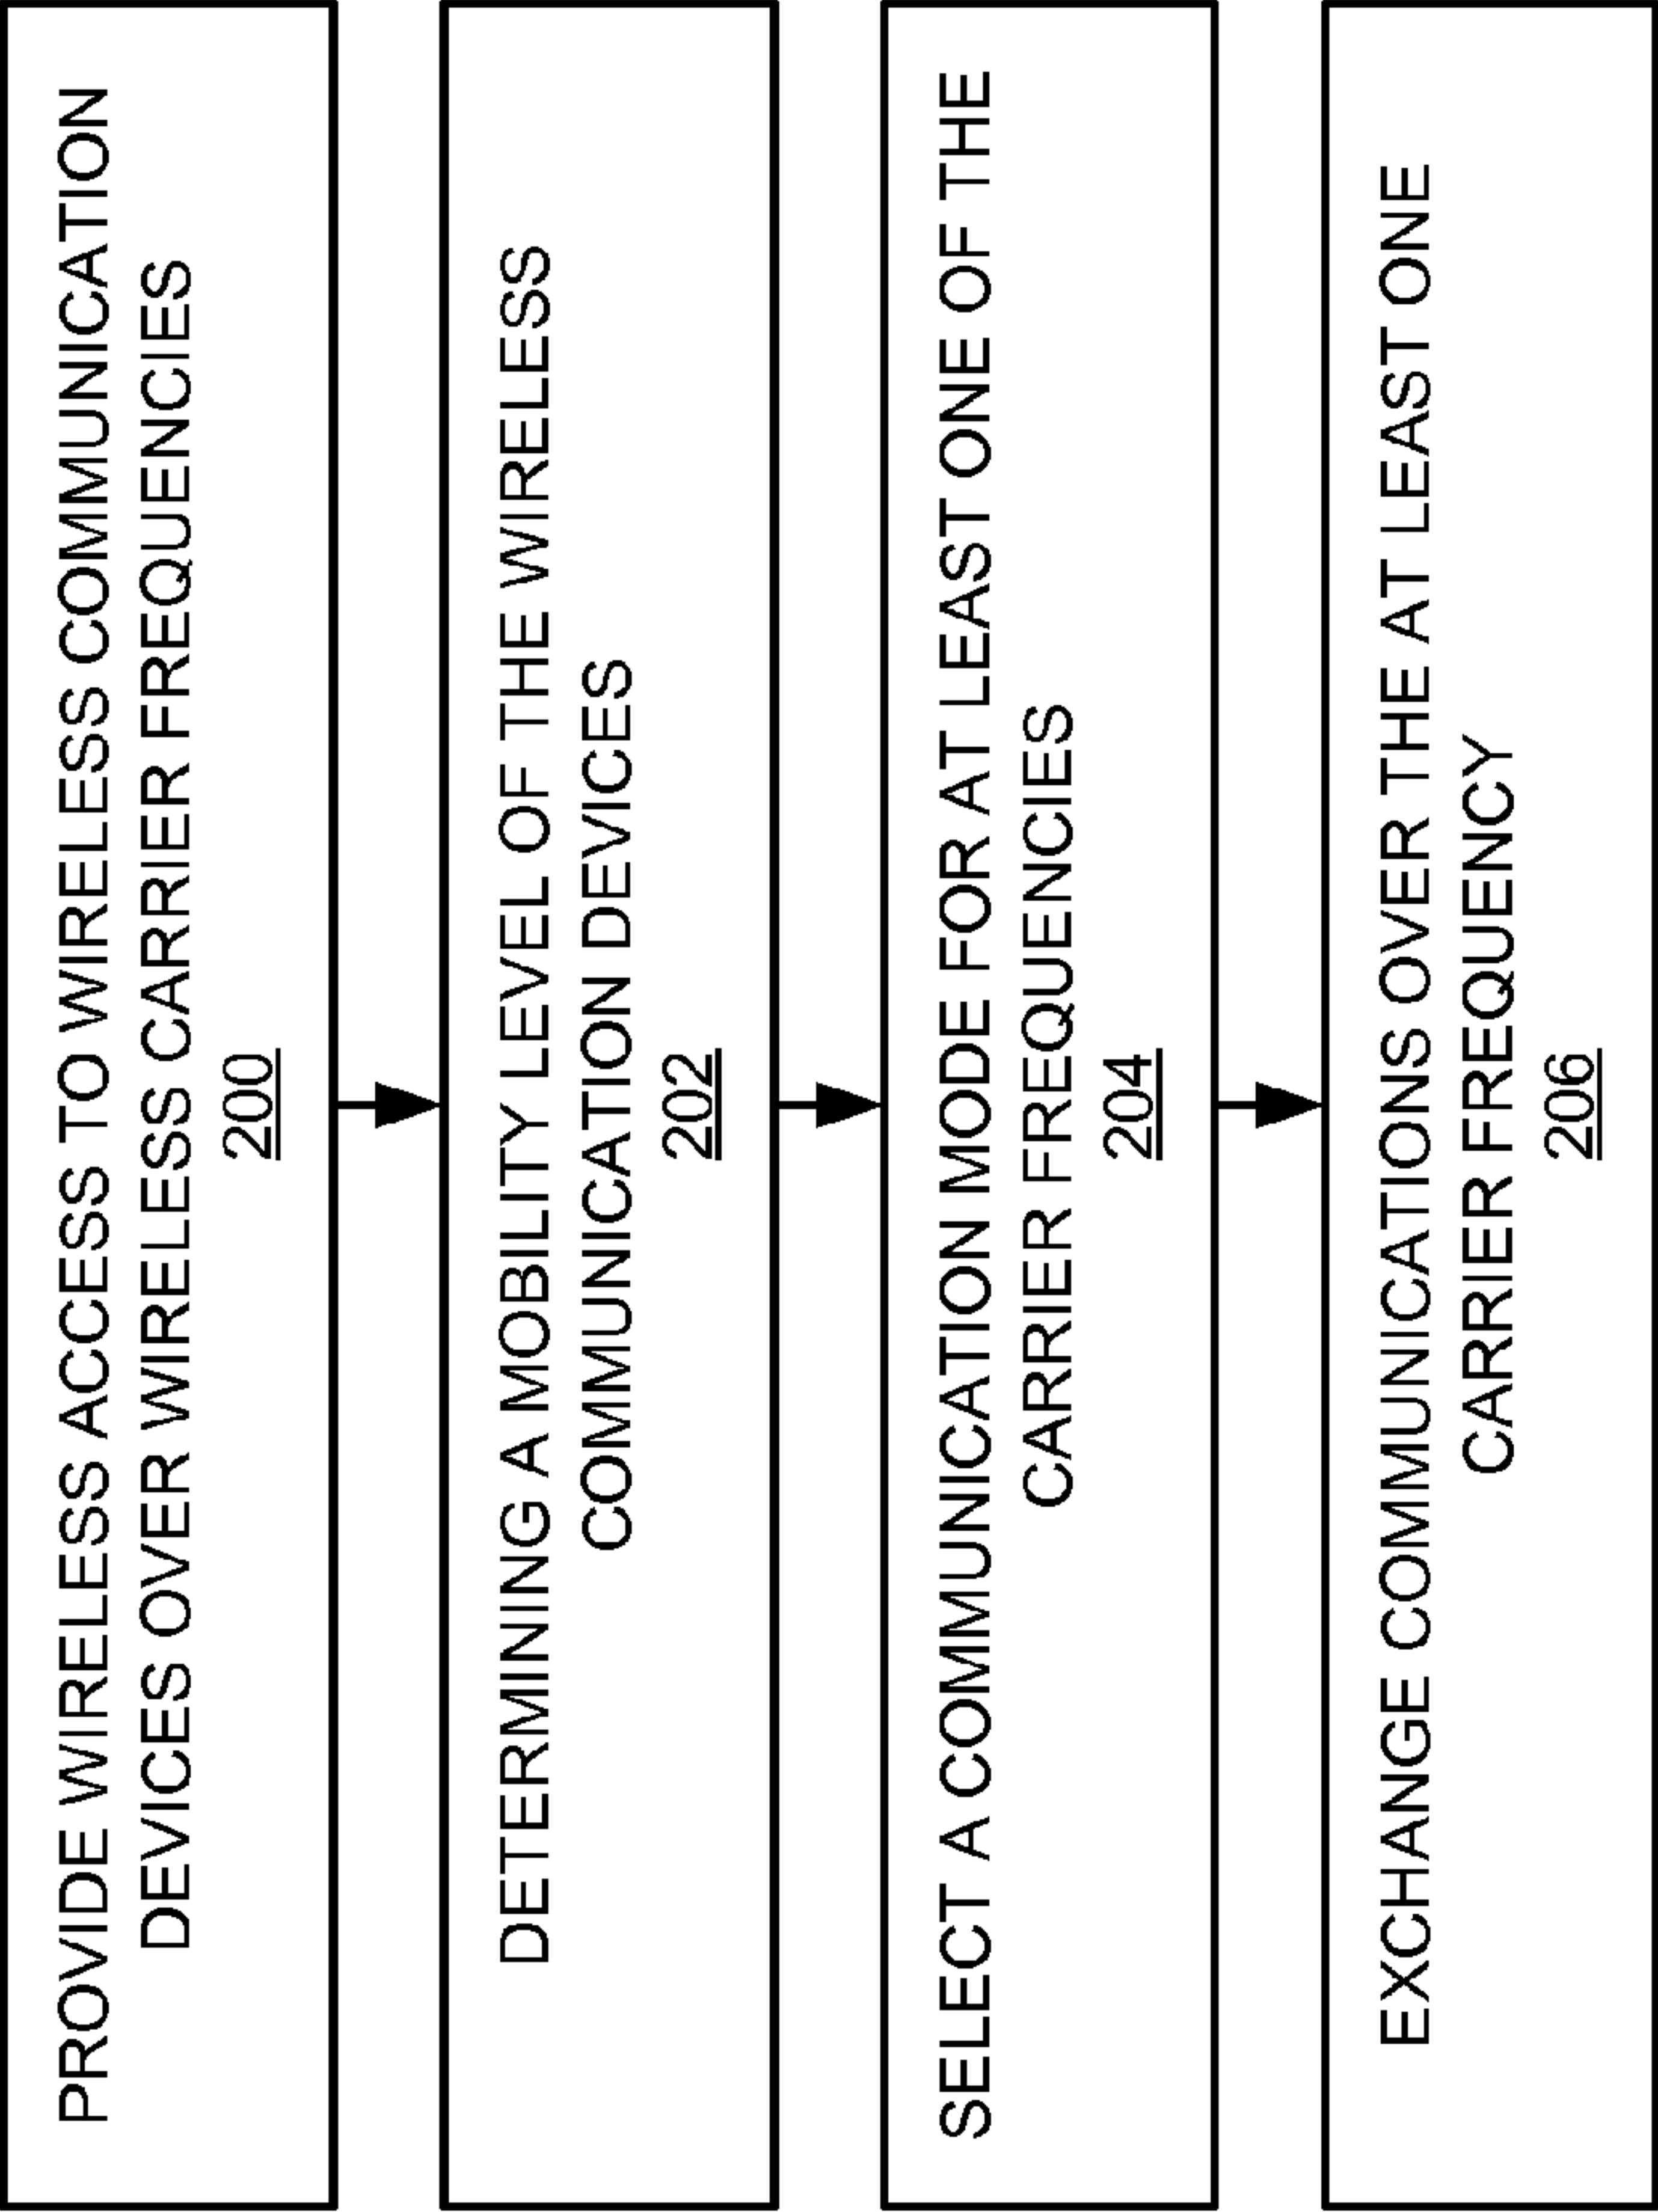 PROVIDE WIRELESS ACCESS TO WIRELESS COMMUNICATION
DEVICES OVER WIRELESS CARRIER FREQUENCIES
200
DETERMINING A MOBILITY LEVEL OF THE WIRELESS
COMMUNICATION DEVICES
202
SELECT A COMMUNICATION MODE FOR AT LEAST ONE OF THE
CARRIER FREQUENCIES
204
EXCHANGE COMMUNICATIONS OVER THE AT LEAST ONE
CARRIER FREQUENCY
206